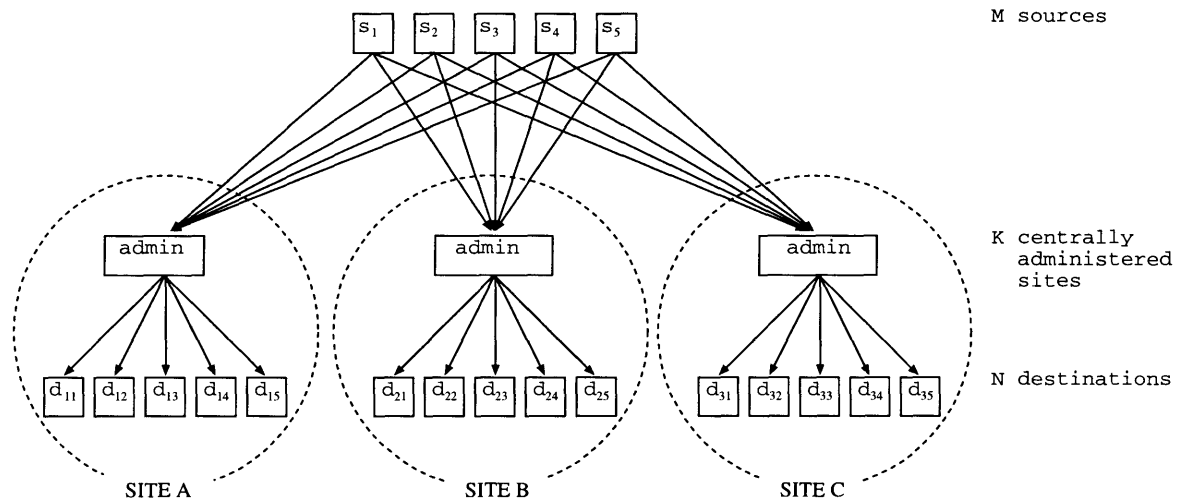 s1 s2 s3 s4 s5
M sources
admin admin admin
K centrally
administered
sites
d11 d12 d13 d14 d15 d21 d22 d23 d24 d25 d31 d32 d33 d34 d35
N destinations
SITE A SITE B SITE C